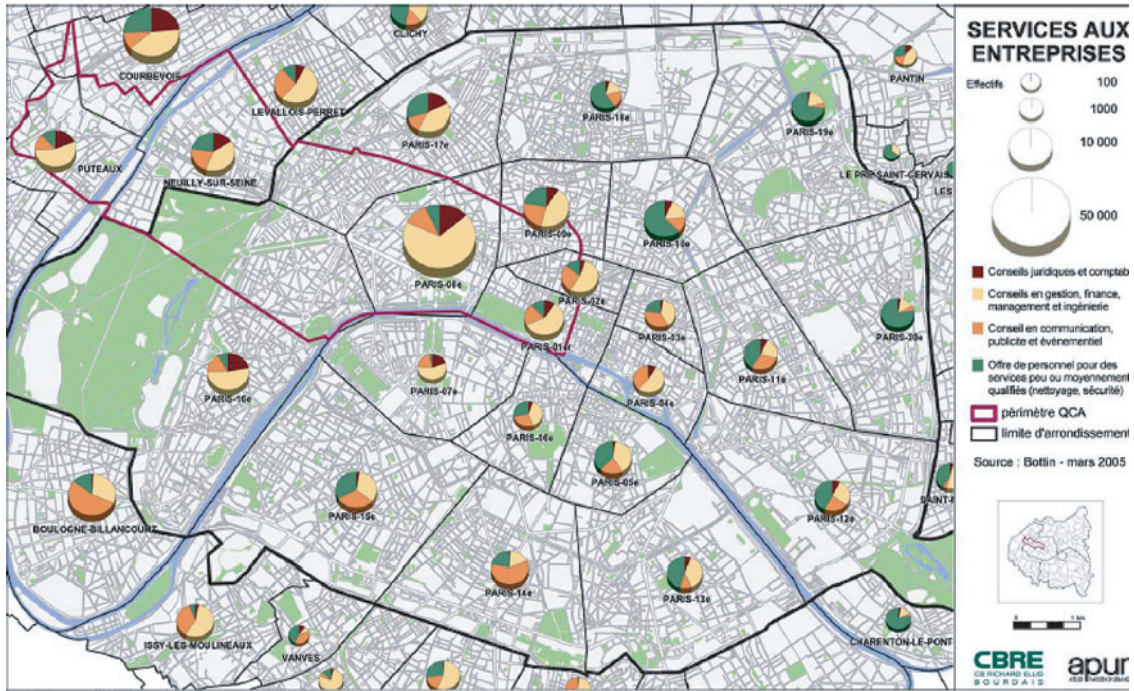 SERVICES AUX
ENTREPRISES
Effectifs
100
1000
10 000
50 000
Conseils juridiques et comptab
Conseils en gestion, finance,
management et ingénierie
Conseil en communication,
publicite et événementiel
Offre de personnel pour des
services peu ou moyennement
qualifiés (nettoyage, sécurité)
périmètre QCA
limite d'arrondissement
Source : Bottin - mars 2005
0 1 km
CBRE
CB RICHARD ELLIS
BOURDAIS
apur
CLICHY
COURBEVOIE
LEVALLOIS-PERRET
PANTIN
PARIS-17e
PARIS-18e
PARIS-19e
PUTEAUX
NEUILLY-SUR-SEINE
LE PRE-SAINT-GERVAIS
LES
PARIS-09e
PARIS-10e
PARIS-08e
PARIS-02e
PARIS-01er
PARIS-03e
PARIS-20e
PARIS-16e
PARIS-07e
PARIS-04e
PARIS-11e
PARIS-06e
PARIS-05e
BOULOGNE-BILLANCOURT
PARIS-15e
PARIS-12e
PARIS-14e
PARIS-13e
ISSY-LES-MOULINEAUX
VANVES
CHARENTON-LE-PONT